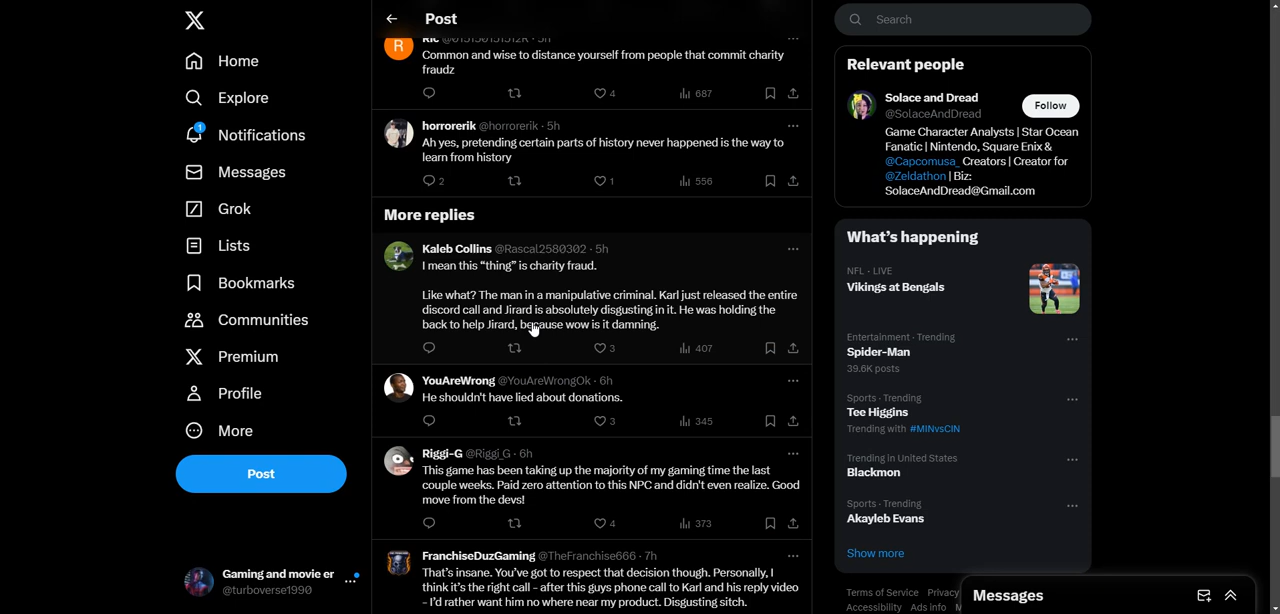 Post
Search
Home
Explore
1
Notifications
Messages
Grok
Lists
Bookmarks
Communities
Premium
Profile
More
Post
Gaming and movie er
@turboverse1990
R
Common and wise to distance yourself from people that commit charity
fraudz
4
687
horrorerik @horrorerik · 5h
Ah yes, pretending certain parts of history never happened is the way to
learn from history
2
1
556
More replies
Kaleb Collins @Rascal2580302 · 5h
I mean this “thing” is charity fraud.
Like what? The man in a manipulative criminal. Karl just released the entire
discord call and Jirard is absolutely disgusting in it. He was holding the
back to help Jirard, because wow is it damning.
3
407
YouAreWrong @YouAreWrongOk · 6h
He shouldn't have lied about donations.
3
345
Riggi-G @Riggi_G · 6h
This game has been taking up the majority of my gaming time the last
couple weeks. Paid zero attention to this NPC and didn't even realize. Good
move from the devs!
4
373
FranchiseDuzGaming @TheFranchise666 · 7h
That's insane. You've got to respect that decision though. Personally, I
think it's the right call - after this guys phone call to Karl and his reply video
- I'd rather want him no where near my product. Disgusting sitch.
Relevant people
Solace and Dread
@SolaceAndDread
Follow
Game Character Analysts | Star Ocean
Fanatic | Nintendo, Square Enix &
@Capcomusa_ Creators | Creator for
@Zeldathon | Biz:
SolaceAndDread@Gmail.com
What's happening
NFL · LIVE
Vikings at Bengals
Entertainment · Trending
Spider-Man
39.6K posts
Sports · Trending
Tee Higgins
Trending with #MINvsCIN
Trending in United States
Blackmon
Sports · Trending
Akayleb Evans
Show more
Terms of Service Privacy
Accessibility Ads info
Messages